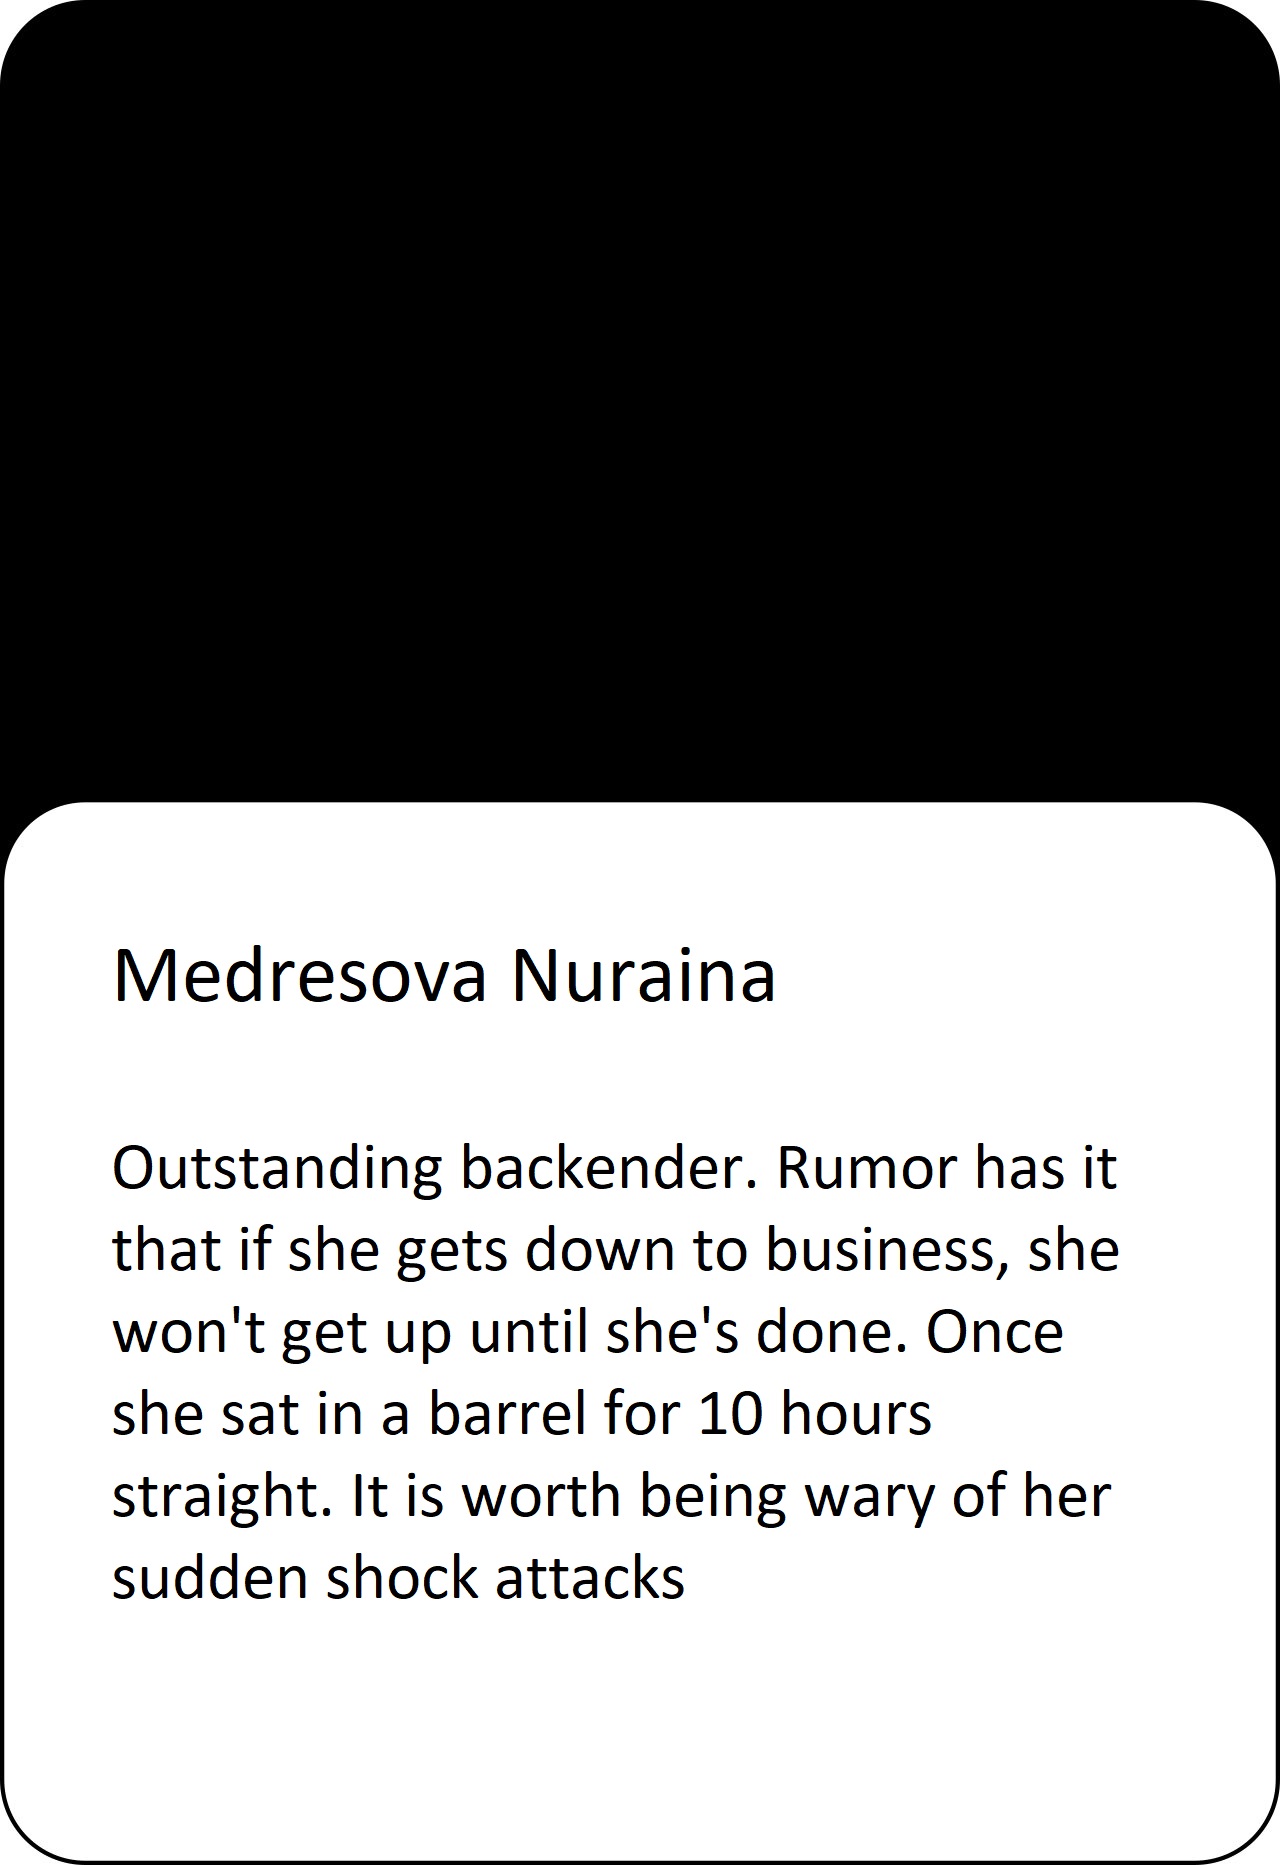 Medresova Nuraina
Outstanding backender. Rumor has it
that if she gets down to business, she
won't get up until she's done. Once
she sat in a barrel for 10 hours
straight. It is worth being wary of her
sudden shock attacks